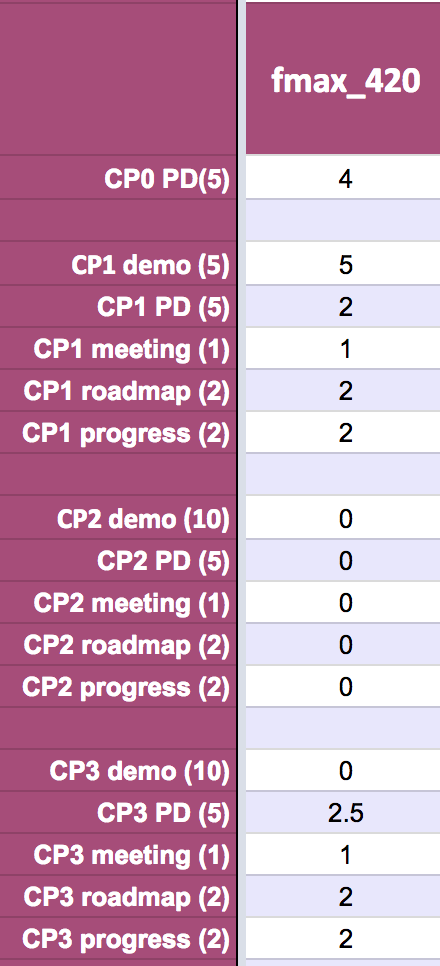 fmax_420
CP0 PD(5) 4
CP1 demo (5) 5
CP1 PD (5) 2
CP1 meeting (1) 1
CP1 roadmap (2) 2
CP1 progress (2) 2
CP2 demo (10) 0
CP2 PD (5) 0
CP2 meeting (1) 0
CP2 roadmap (2) 0
CP2 progress (2) 0
CP3 demo (10) 0
CP3 PD (5) 2.5
CP3 meeting (1) 1
CP3 roadmap (2) 2
CP3 progress (2) 2